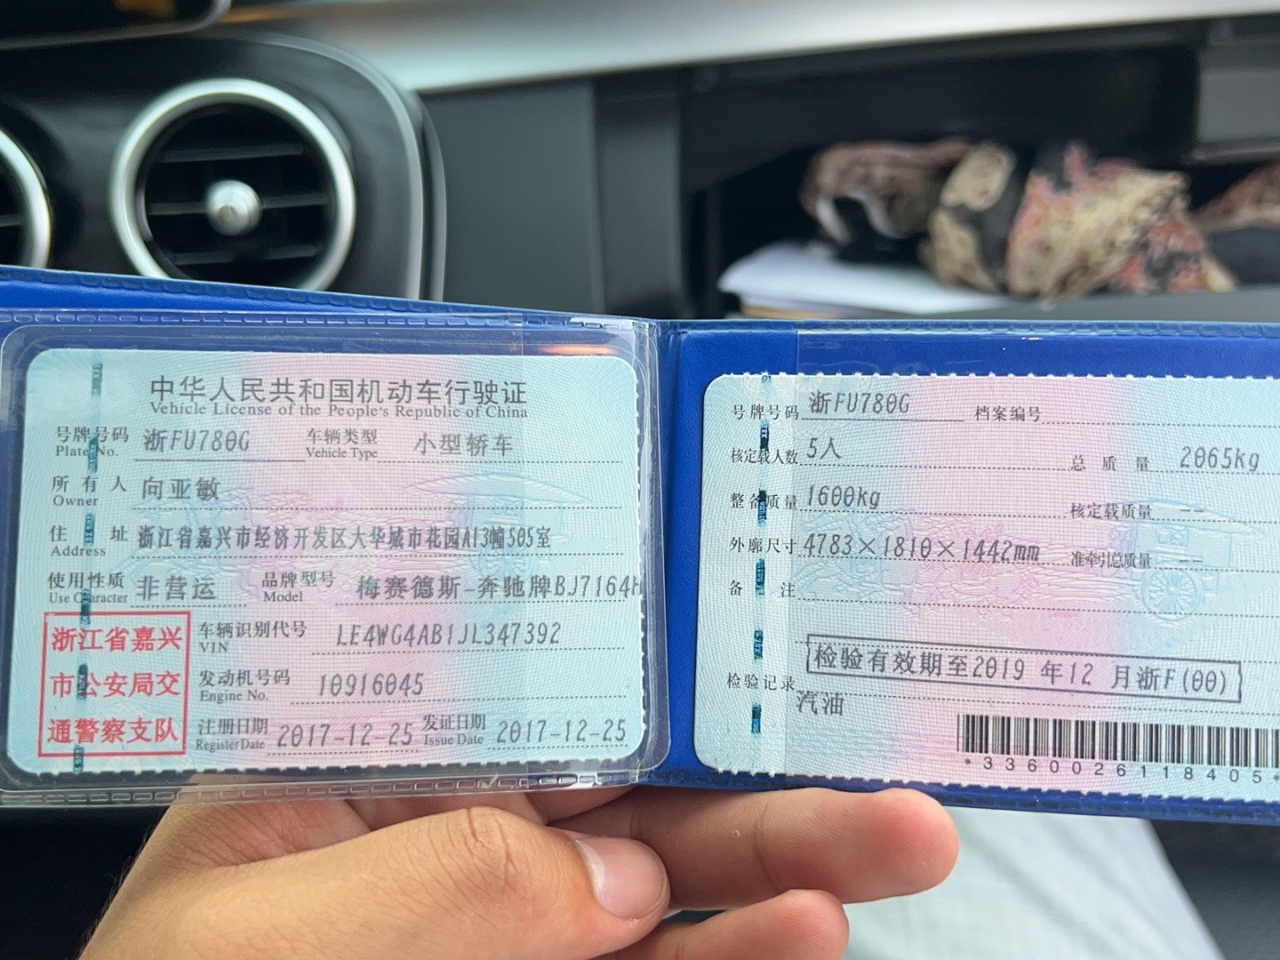 中华人民共和国机动车行驶证
Vehicle License of the People's Republic of China
号牌号码 浙FU780G 车辆类型 小型轿车
Plate No. Vehicle Type
所有人 向亚敏
Owner
住址 浙江省嘉兴市经济开发区大华城市花园A13幢505室
Address
使用性质 非营运 品牌型号 梅赛德斯-奔驰牌BJ7164H
Use Character Model
浙江省嘉兴
市公安局交
通警察支队
车辆识别代号 LE4WG4AB1JL347392
VIN
发动机号码 10916045
Engine No.
注册日期 2017-12-25 发证日期 2017-12-25
Register Date Issue Date
号牌号码 浙FU780G 档案编号
核定载人数 5人 总质量 2065kg
整备质量 1600kg 核定载质量 --
外廓尺寸 4783×1810×1442mm 准牵引总质量 --
备注
检验有效期至2019 年12 月浙F(00)
检验记录
汽油
*3360026118405*